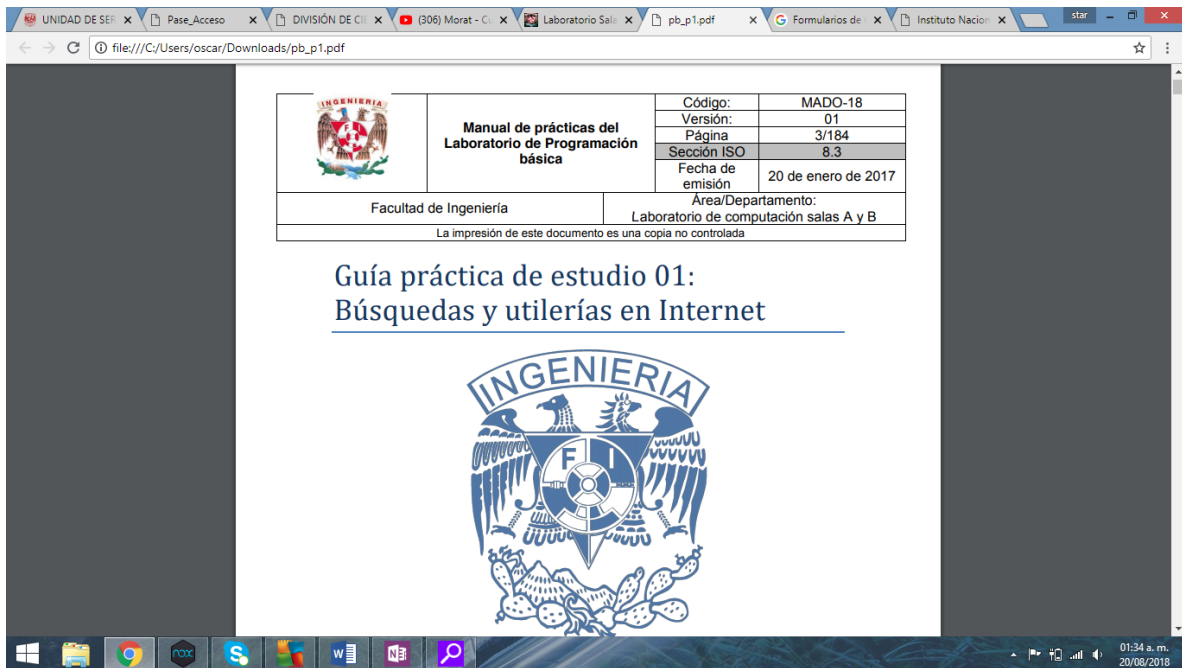 UNIDAD DE SER
Pase_Acceso
DIVISIÓN DE CIE
(306) Morat - Cu
Laboratorio Sala
pb_p1.pdf
Formularios de
Instituto Nacion
star
file:///C:/Users/oscar/Downloads/pb_p1.pdf
INGENIERIA
F I
Manual de prácticas del
Laboratorio de Programación
básica
Código: MADO-18
Versión: 01
Página 3/184
Sección ISO 8.3
Fecha de
emisión 20 de enero de 2017
Facultad de Ingeniería
Área/Departamento:
Laboratorio de computación salas A y B
La impresión de este documento es una copia no controlada
Guía práctica de estudio 01:
Búsquedas y utilerías en Internet
INGENIERIA
F I
nox
01:34 a. m.
20/08/2018